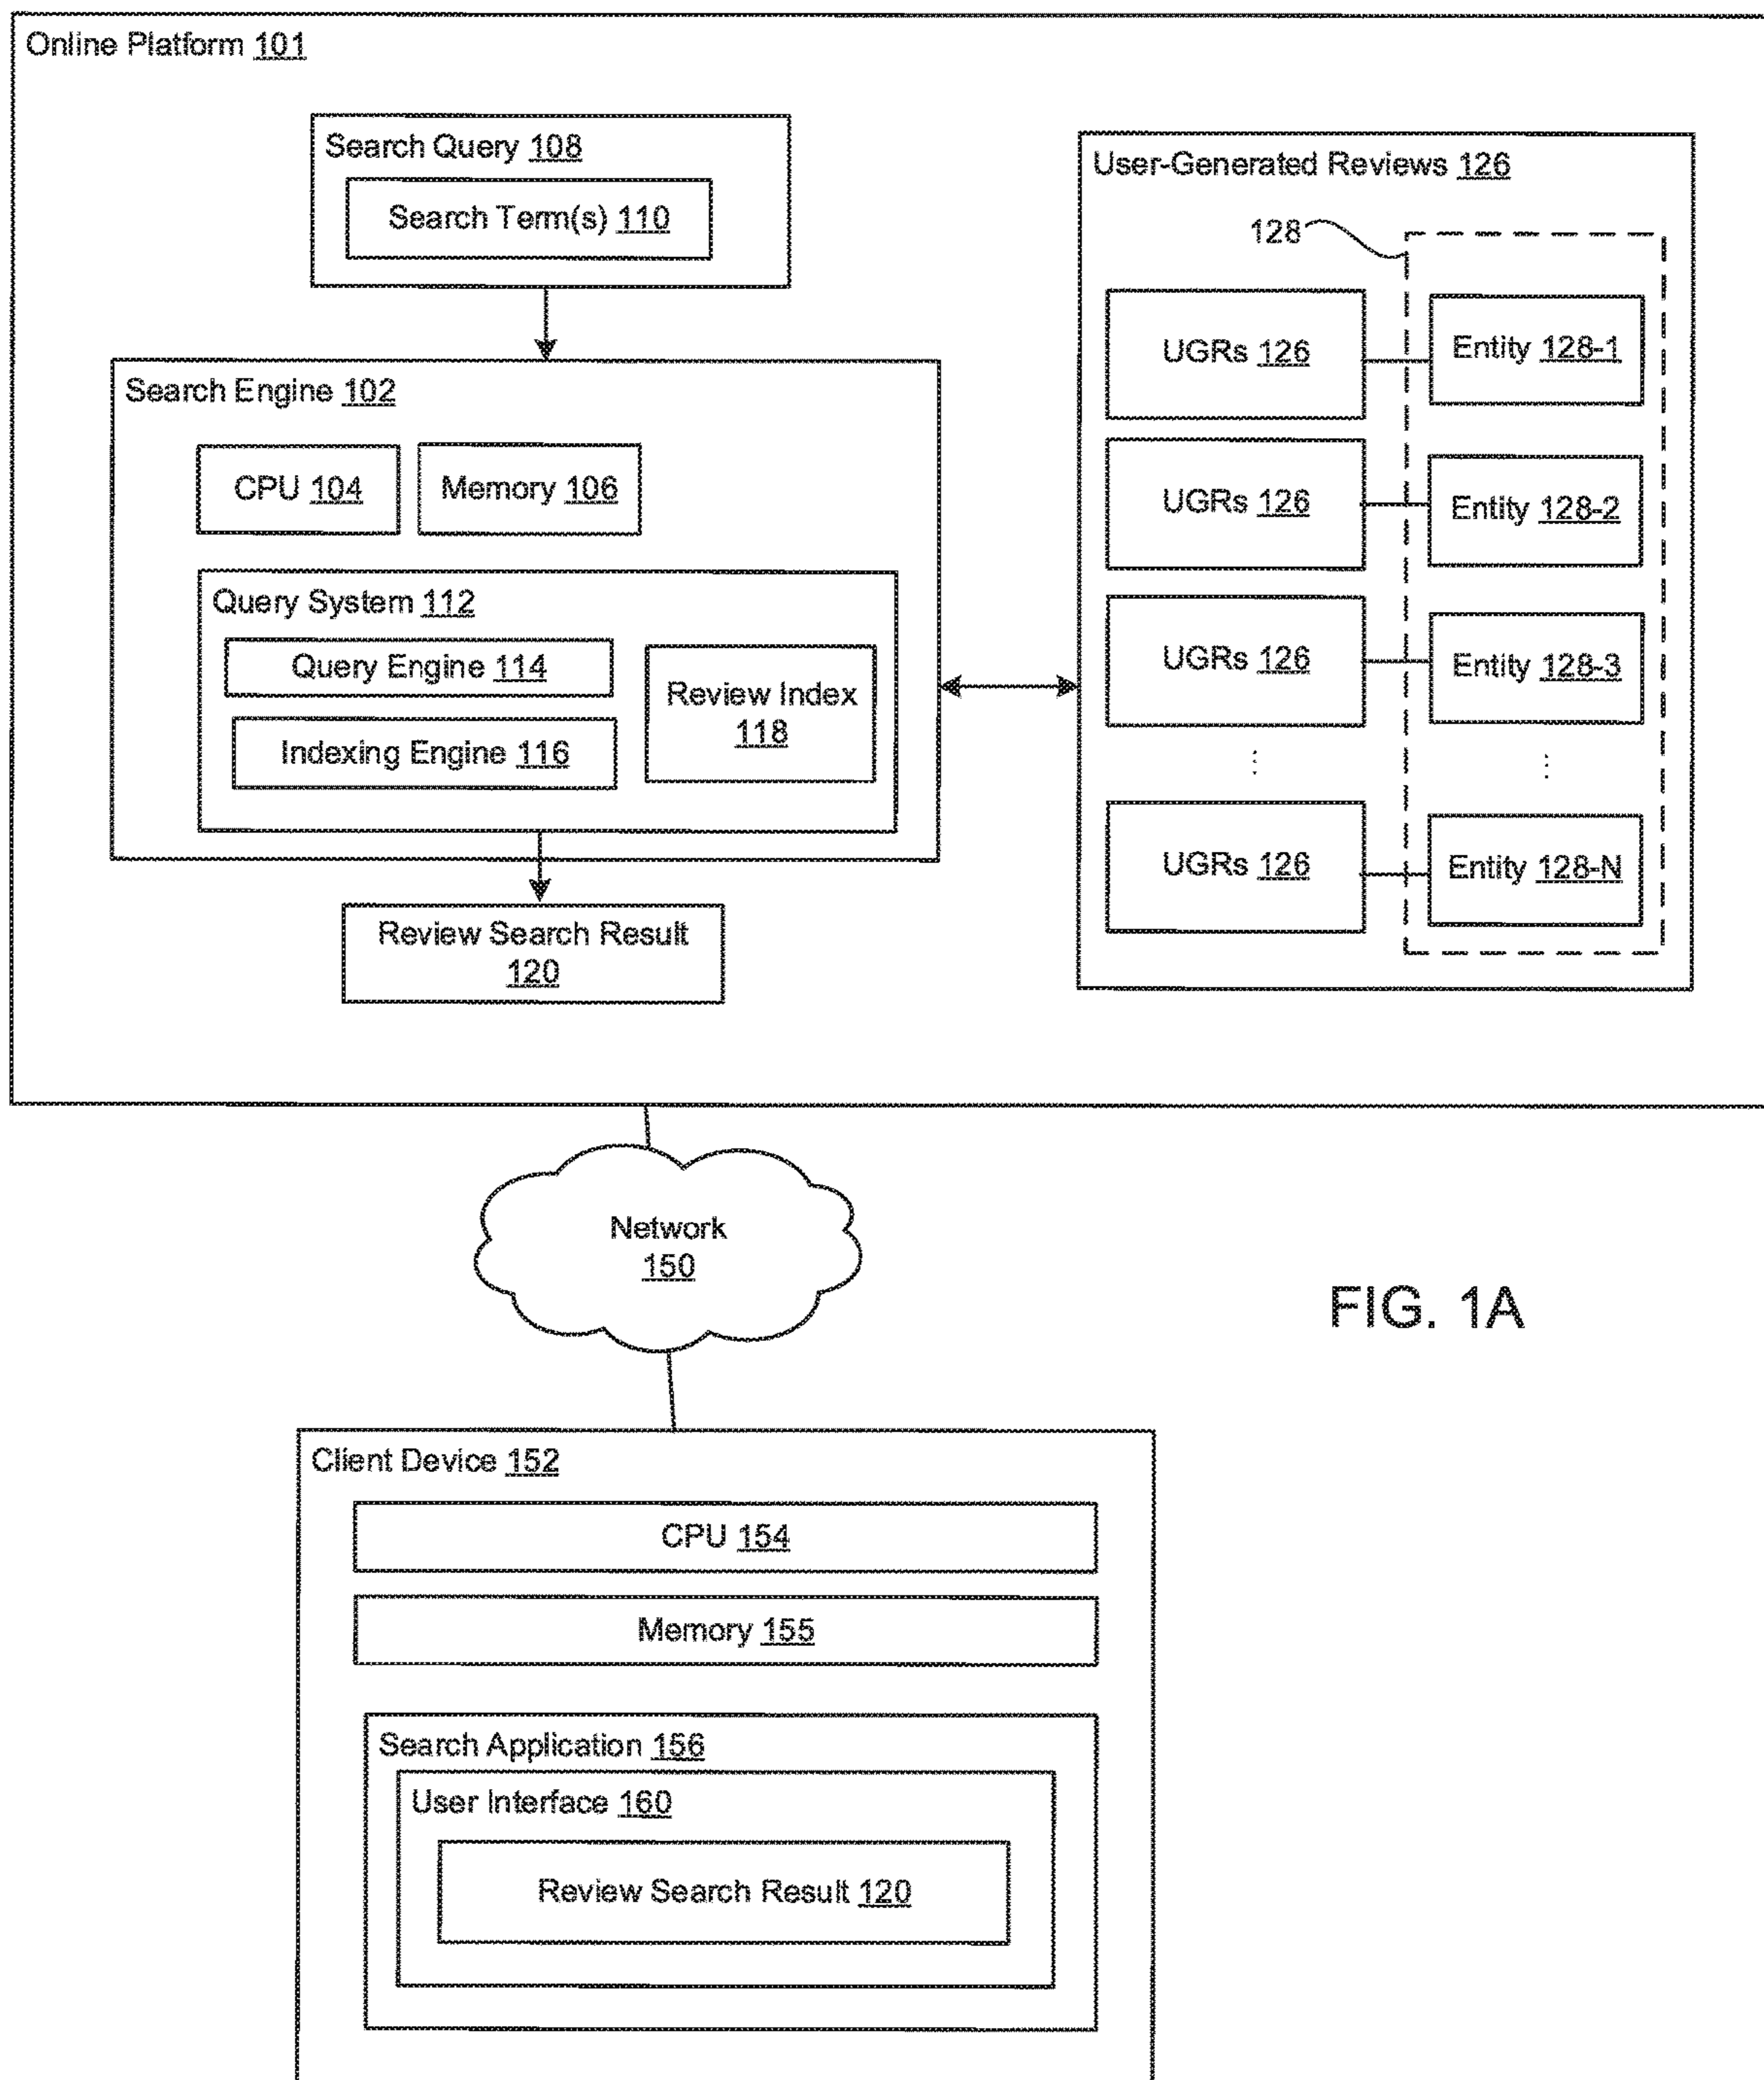 Online Platform 101
Search Query 108
Search Term(s) 110
Search Engine 102
CPU 104
Memory 106
Query System 112
Query Engine 114
Indexing Engine 116
Review Index
118
Review Search Result
120
User-Generated Reviews 126
128
UGRs 126
Entity 128-1
UGRs 126
Entity 128-2
UGRs 126
Entity 128-3
⋮
⋮
UGRs 126
Entity 128-N
Network
150
FIG. 1A
Client Device 152
CPU 154
Memory 155
Search Application 156
User Interface 160
Review Search Result 120